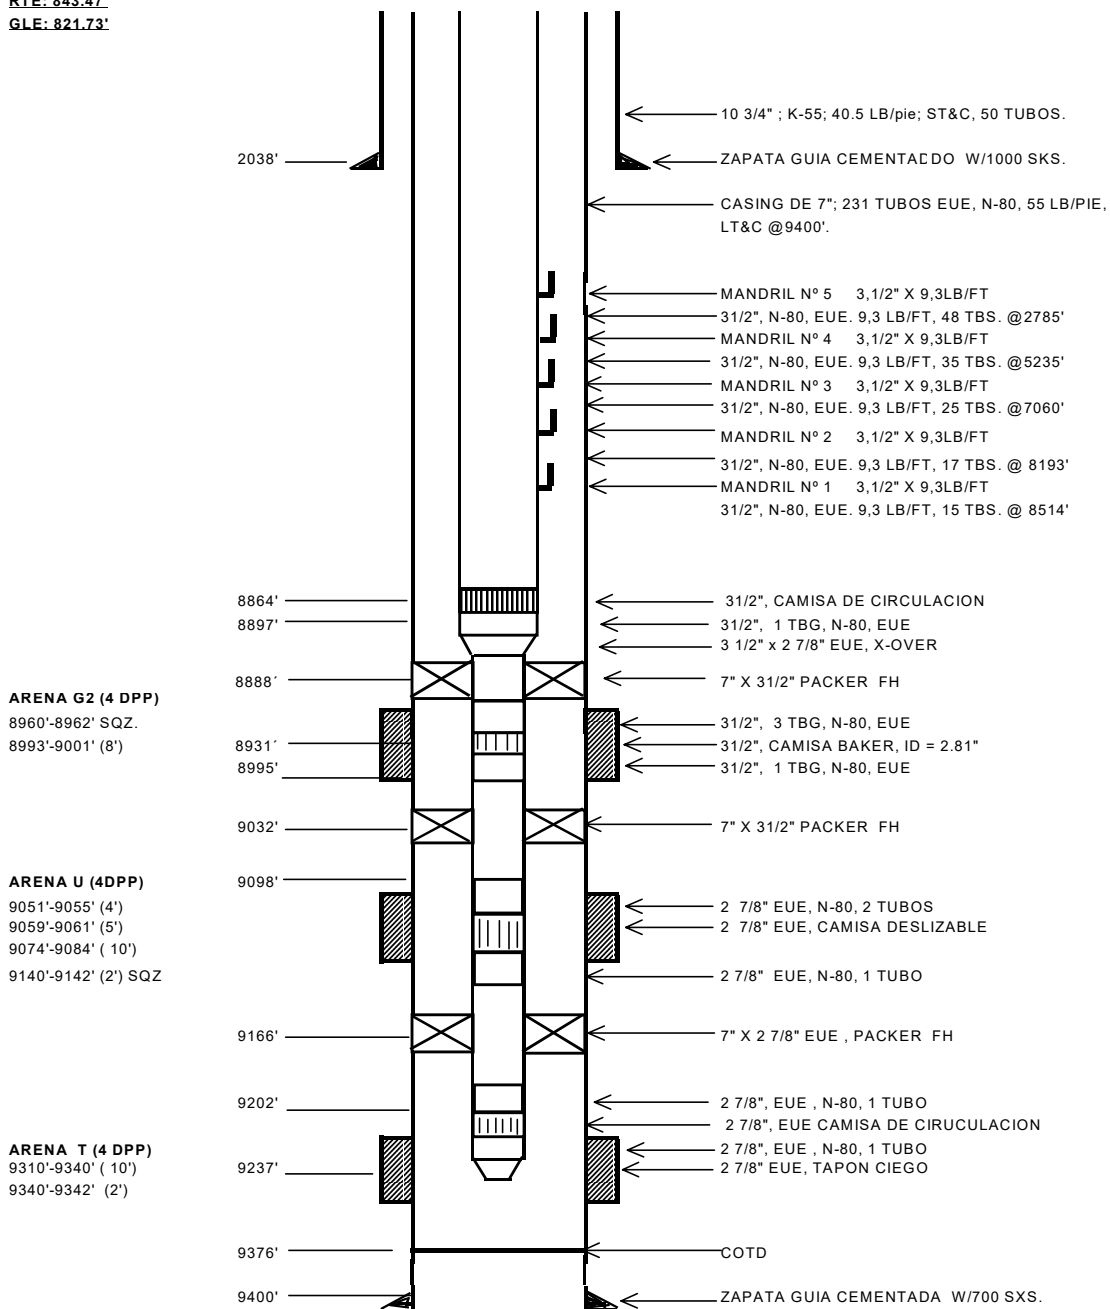 RTE: 843.47'
GLE: 821.73'
10 3/4" ; K-55; 40.5 LB/pie; ST&C, 50 TUBOS.
2038'
ZAPATA GUIA CEMENTADDO W/1000 SKS.
CASING DE 7"; 231 TUBOS EUE, N-80, 55 LB/PIE,
LT&C @9400'.
MANDRIL Nº 5 3,1/2" X 9,3LB/FT
31/2", N-80, EUE. 9,3 LB/FT, 48 TBS. @2785'
MANDRIL Nº 4 3,1/2" X 9,3LB/FT
31/2", N-80, EUE. 9,3 LB/FT, 35 TBS. @5235'
MANDRIL Nº 3 3,1/2" X 9,3LB/FT
31/2", N-80, EUE. 9,3 LB/FT, 25 TBS. @7060'
MANDRIL Nº 2 3,1/2" X 9,3LB/FT
31/2", N-80, EUE. 9,3 LB/FT, 17 TBS. @ 8193'
MANDRIL Nº 1 3,1/2" X 9,3LB/FT
31/2", N-80, EUE. 9,3 LB/FT, 15 TBS. @ 8514'
8864'
31/2", CAMISA DE CIRCULACION
8897'
31/2", 1 TBG, N-80, EUE
3 1/2" x 2 7/8" EUE, X-OVER
8888´
7" X 31/2" PACKER FH
ARENA G2 (4 DPP)
8960'-8962' SQZ.
31/2", 3 TBG, N-80, EUE
8993'-9001' (8')
8931´
31/2", CAMISA BAKER, ID = 2.81"
8995'
31/2", 1 TBG, N-80, EUE
9032'
7" X 31/2" PACKER FH
ARENA U (4DPP)
9098'
9051'-9055' (4')
2 7/8" EUE, N-80, 2 TUBOS
9059'-9061' (5')
2 7/8" EUE, CAMISA DESLIZABLE
9074'-9084' ( 10')
9140'-9142' (2') SQZ
2 7/8" EUE, N-80, 1 TUBO
9166'
7" X 2 7/8" EUE , PACKER FH
9202'
2 7/8", EUE , N-80, 1 TUBO
2 7/8", EUE CAMISA DE CIRUCULACION
ARENA T (4 DPP)
2 7/8", EUE , N-80, 1 TUBO
9310'-9340' ( 10')
9237'
2 7/8" EUE, TAPON CIEGO
9340'-9342' (2')
9376'
COTD
9400'
ZAPATA GUIA CEMENTADA W/700 SXS.